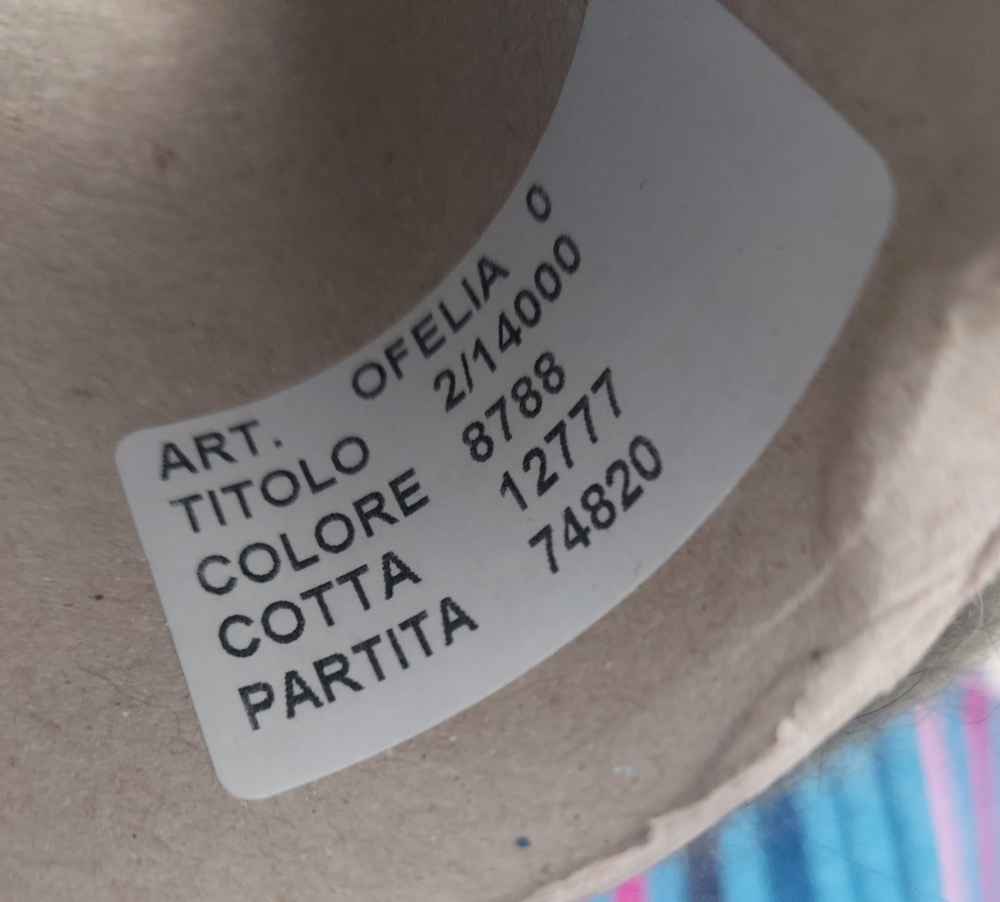 ART. OFELIA 0
TITOLO 2/14000
COLORE 8788
COTTA 12777
PARTITA 74820